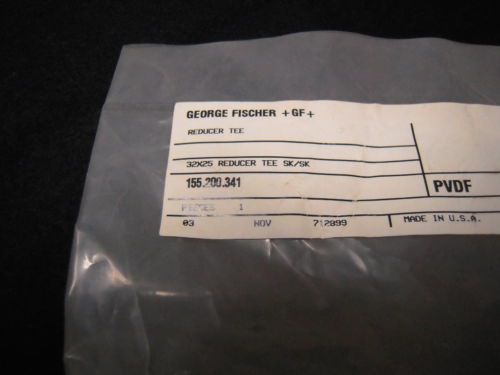 GEORGE FISCHER +GF+
REDUCER TEE
32X25 REDUCER TEE SK/SK
155.200.341
PVDF
PIECES 1
03 NOV 712899
MADE IN U.S.A.